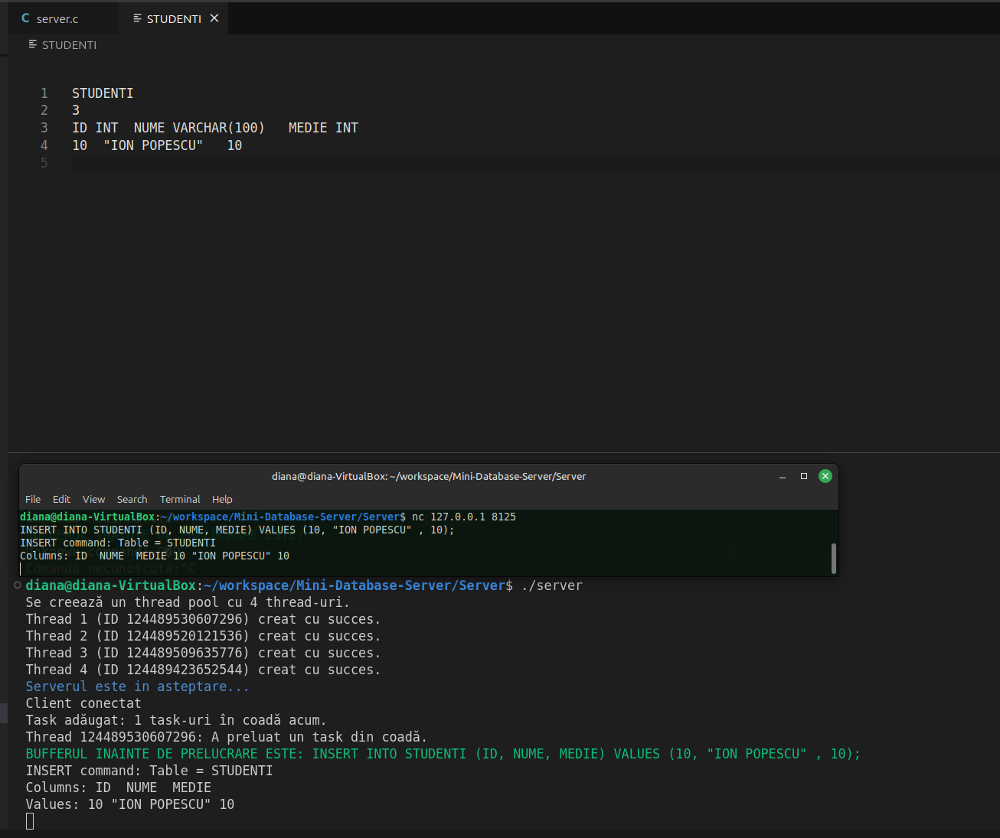 server.c
STUDENTI
STUDENTI
1 STUDENTI
2 3
3 ID INT  NUME VARCHAR(100)   MEDIE INT
4 10  "ION POPESCU"   10
5
diana@diana-VirtualBox: ~/workspace/Mini-Database-Server/Server
File Edit View Search Terminal Help
diana@diana-VirtualBox:~/workspace/Mini-Database-Server/Server$ nc 127.0.0.1 8125
INSERT INTO STUDENTI (ID, NUME, MEDIE) VALUES (10, "ION POPESCU" , 10);
INSERT command: Table = STUDENTI
Columns: ID  NUME  MEDIE 10 "ION POPESCU" 10
Comandă necunoscută:^C
diana@diana-VirtualBox:~/workspace/Mini-Database-Server/Server$ ./server
Se creează un thread pool cu 4 thread-uri.
Thread 1 (ID 124489530607296) creat cu succes.
Thread 2 (ID 124489520121536) creat cu succes.
Thread 3 (ID 124489509635776) creat cu succes.
Thread 4 (ID 124489423652544) creat cu succes.
Serverul este in asteptare...
Client conectat
Task adăugat: 1 task-uri în coadă acum.
Thread 124489530607296: A preluat un task din coadă.
BUFFERUL INAINTE DE PRELUCRARE ESTE: INSERT INTO STUDENTI (ID, NUME, MEDIE) VALUES (10, "ION POPESCU" , 10);
INSERT command: Table = STUDENTI
Columns: ID  NUME  MEDIE
Values: 10 "ION POPESCU" 10